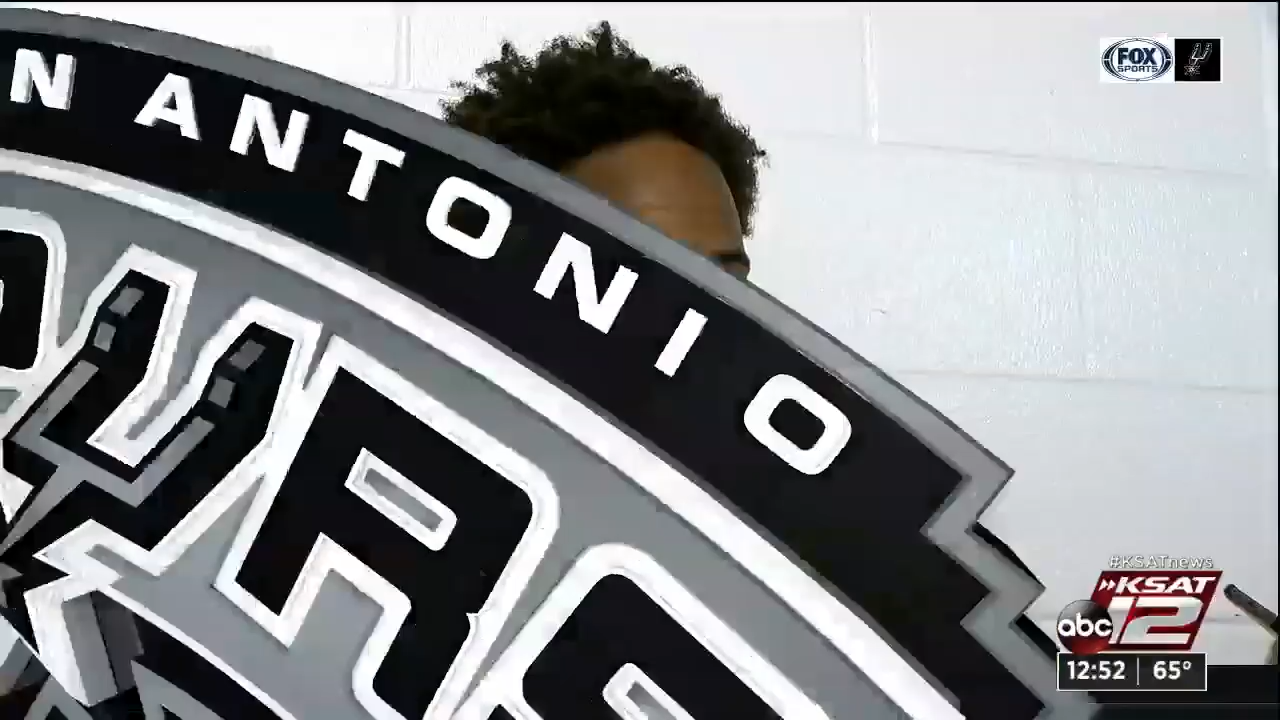 FOX
SPORTS
N ANTONIO
#KSATnews
KSAT
abc 12
12:52 65°